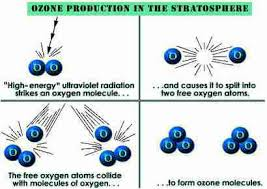 OZONE PRODUCTION IN THE STRATOSPHERE
O O
"High-energy" ultraviolet radiation
strikes an oxygen molecule. . .
O O
. . .and causes it to split into
two free oxygen atoms.
O O
O O O O
The free oxygen atoms collide
with molecules of oxygen. . .
O O
O O O O
. . .to form ozone molecules.